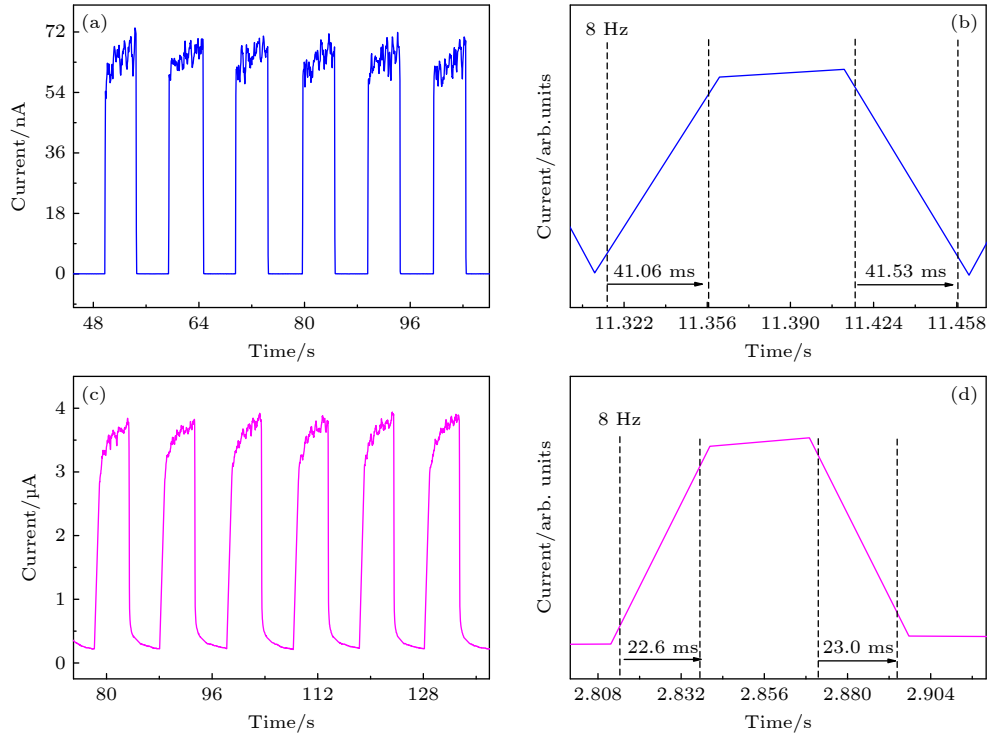 (a)
72
54
36
18
0
Current/nA
48
64
80
96
Time/s
(b)
8 Hz
41.06 ms
41.53 ms
Current/arb.units
11.322
11.356
11.390
11.424
11.458
Time/s
(c)
4
3
2
1
0
Current/μA
80
96
112
128
Time/s
(d)
8 Hz
22.6 ms
23.0 ms
Current/arb. units
2.808
2.832
2.856
2.880
2.904
Time/s